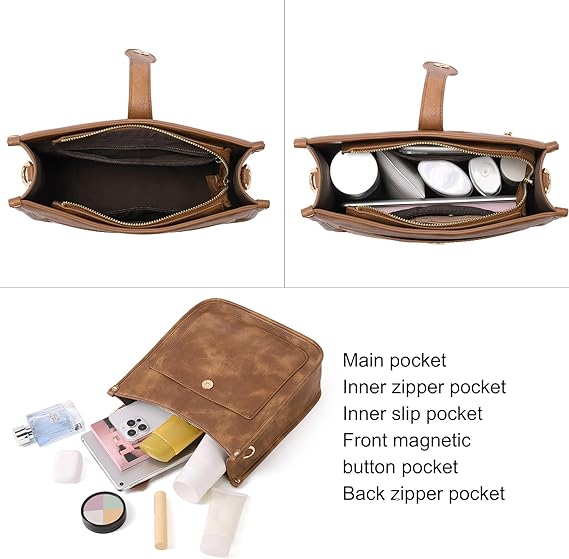 Main pocket
Inner zipper pocket
Inner slip pocket
Front magnetic
button pocket
Back zipper pocket